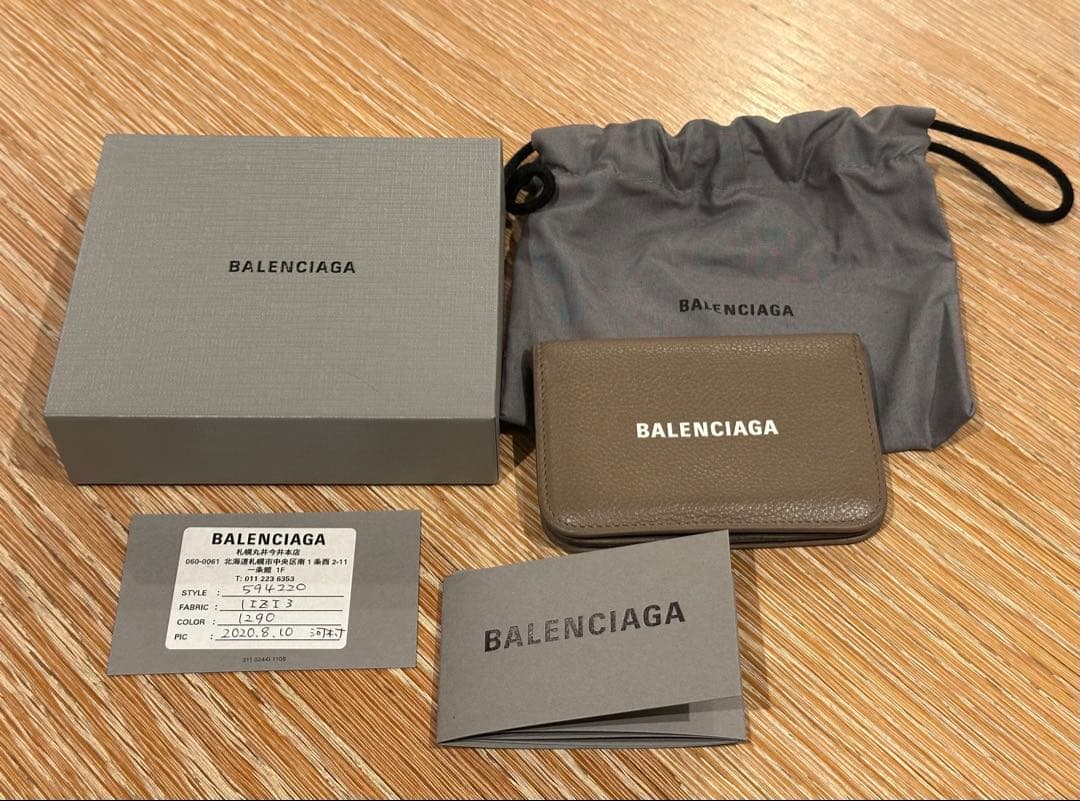 BALENCIAGA
BALENCIAGA
BALENCIAGA
BALENCIAGA
札幌丸井今井本店
060-0061 北海道札幌市中央区南1条西2-11
一条館 1F
T: 011 223 6353
STYLE : 594220
FABRIC : 1IZI3
COLOR : 1290
PIC : 2020.8.10 河村
BALENCIAGA